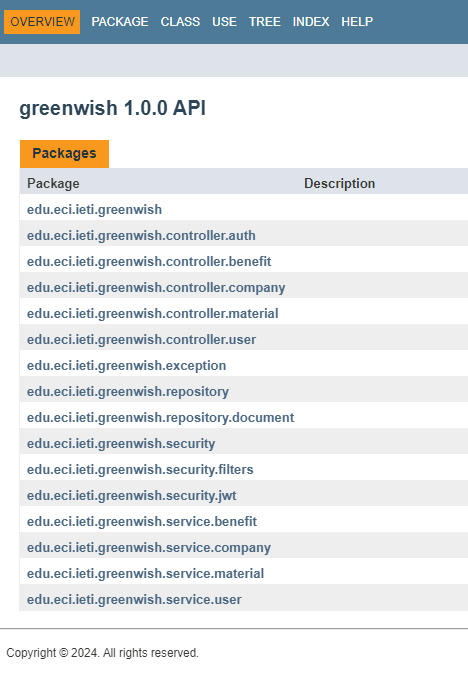 OVERVIEW PACKAGE CLASS USE TREE INDEX HELP
greenwish 1.0.0 API
Packages
Package Description
edu.eci.ieti.greenwish
edu.eci.ieti.greenwish.controller.auth
edu.eci.ieti.greenwish.controller.benefit
edu.eci.ieti.greenwish.controller.company
edu.eci.ieti.greenwish.controller.material
edu.eci.ieti.greenwish.controller.user
edu.eci.ieti.greenwish.exception
edu.eci.ieti.greenwish.repository
edu.eci.ieti.greenwish.repository.document
edu.eci.ieti.greenwish.security
edu.eci.ieti.greenwish.security.filters
edu.eci.ieti.greenwish.security.jwt
edu.eci.ieti.greenwish.service.benefit
edu.eci.ieti.greenwish.service.company
edu.eci.ieti.greenwish.service.material
edu.eci.ieti.greenwish.service.user
Copyright © 2024. All rights reserved.